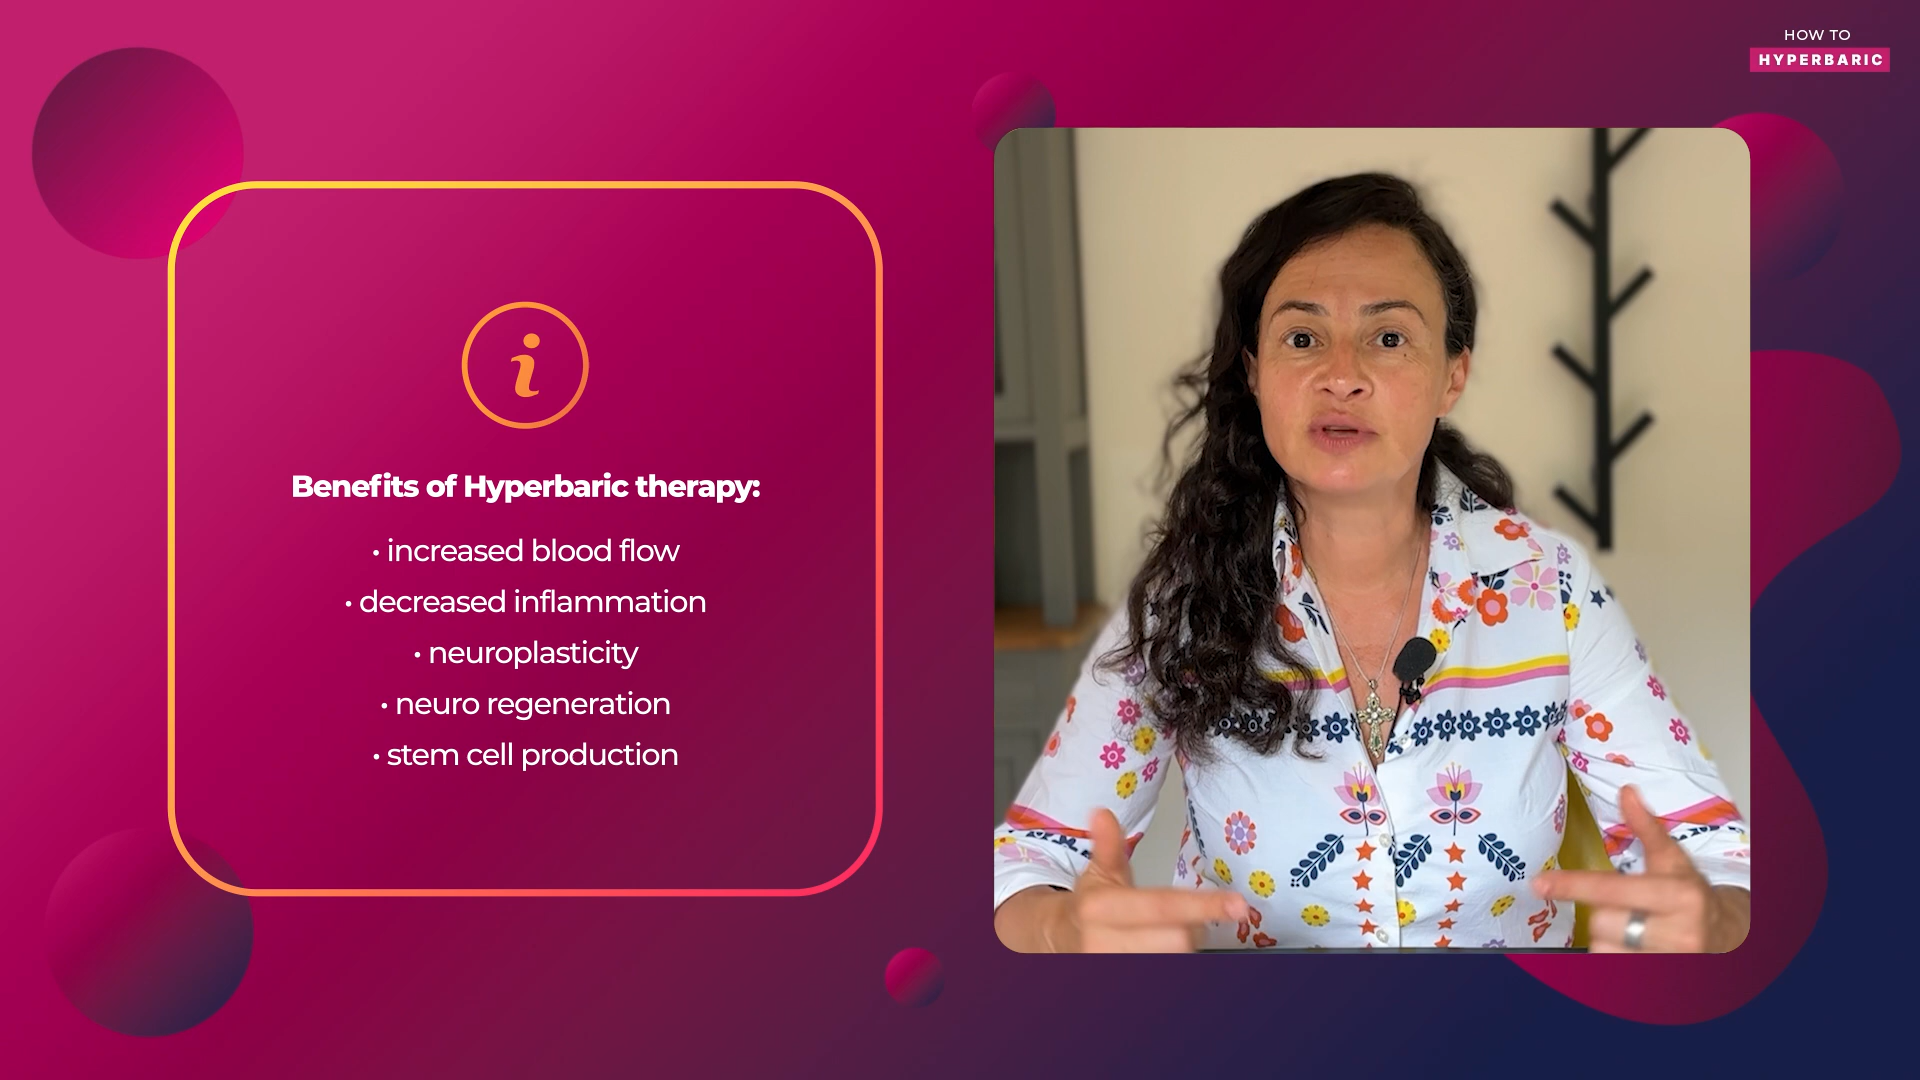 HOW TO
HYPERBARIC
i
Benefits of Hyperbaric therapy:
• increased blood flow
• decreased inflammation
• neuroplasticity
• neuro regeneration
• stem cell production